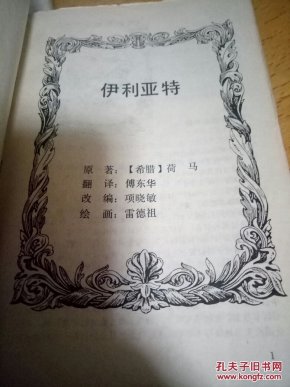 伊利亚特
原著：【希腊】荷马
翻译：傅东华
改编：项晓敏
绘画：雷德祖
1
孔夫子旧书网